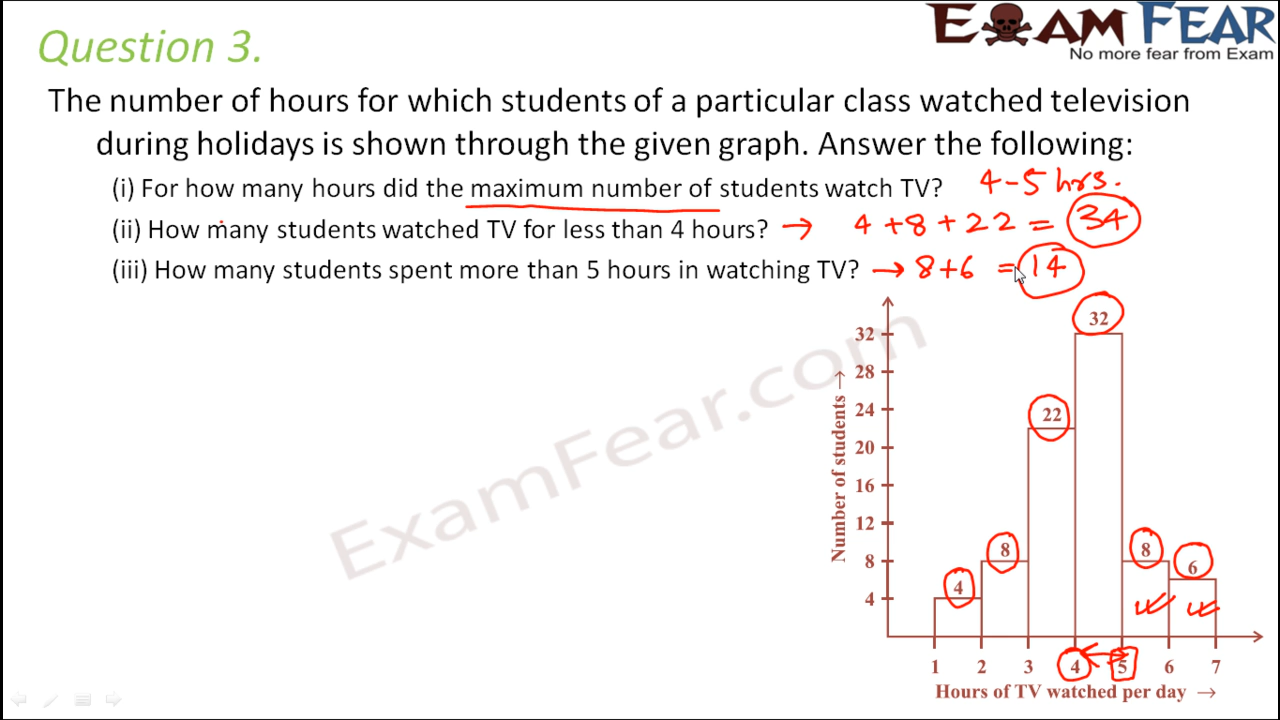 Question 3.
EXAM FEAR
No more fear from Exam
The number of hours for which students of a particular class watched television
during holidays is shown through the given graph. Answer the following:
(i) For how many hours did the maximum number of students watch TV? 4-5 hrs.
(ii) How many students watched TV for less than 4 hours? → 4+8+22 = 34
(iii) How many students spent more than 5 hours in watching TV? → 8+6 = 14
ExamFear.com
Number of students →
32
28
24
20
16
12
8
4
4
8
22
32
8
6
1 2 3 4 5 6 7
Hours of TV watched per day →